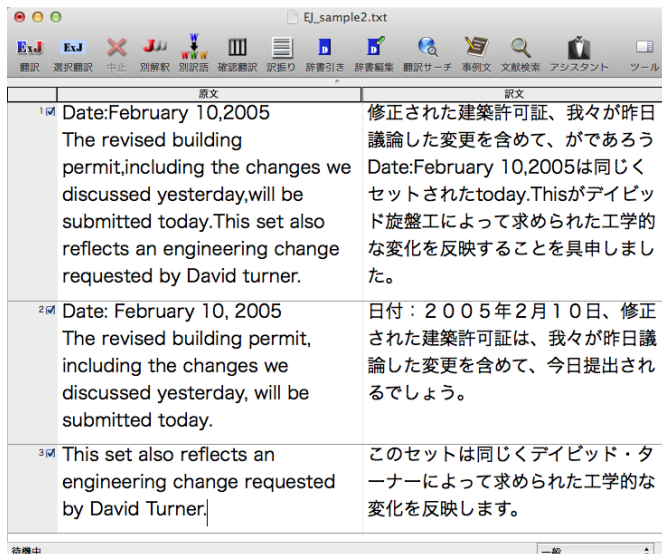 EJ_sample2.txt
ExJ ExJ
翻訳 選択翻訳 中止 別解釈 別訳語 確認翻訳 訳振り 辞書引き 辞書編集 翻訳サーチ 事例文 文献検索 アシスタント ツール
原文 訳文
1
Date:February 10,2005
The revised building
permit,including the changes we
discussed yesterday,will be
submitted today.This set also
reflects an engineering change
requested by David turner.
修正された建築許可証、我々が昨日
議論した変更を含めて、がであろう
Date:February 10,2005は同じく
セットされたtoday.Thisがデイビッ
ド旋盤工によって求められた工学的
な変化を反映することを具申しまし
た。
2
Date: February 10, 2005
The revised building permit,
including the changes we
discussed yesterday, will be
submitted today.
日付：２００５年2月１０日、修正
された建築許可証は、我々が昨日議
論した変更を含めて、今日提出され
るでしょう。
3
This set also reflects an
engineering change requested
by David Turner.
このセットは同じくデイビッド・タ
ーナーによって求められた工学的な
変化を反映します。
待機中 一般